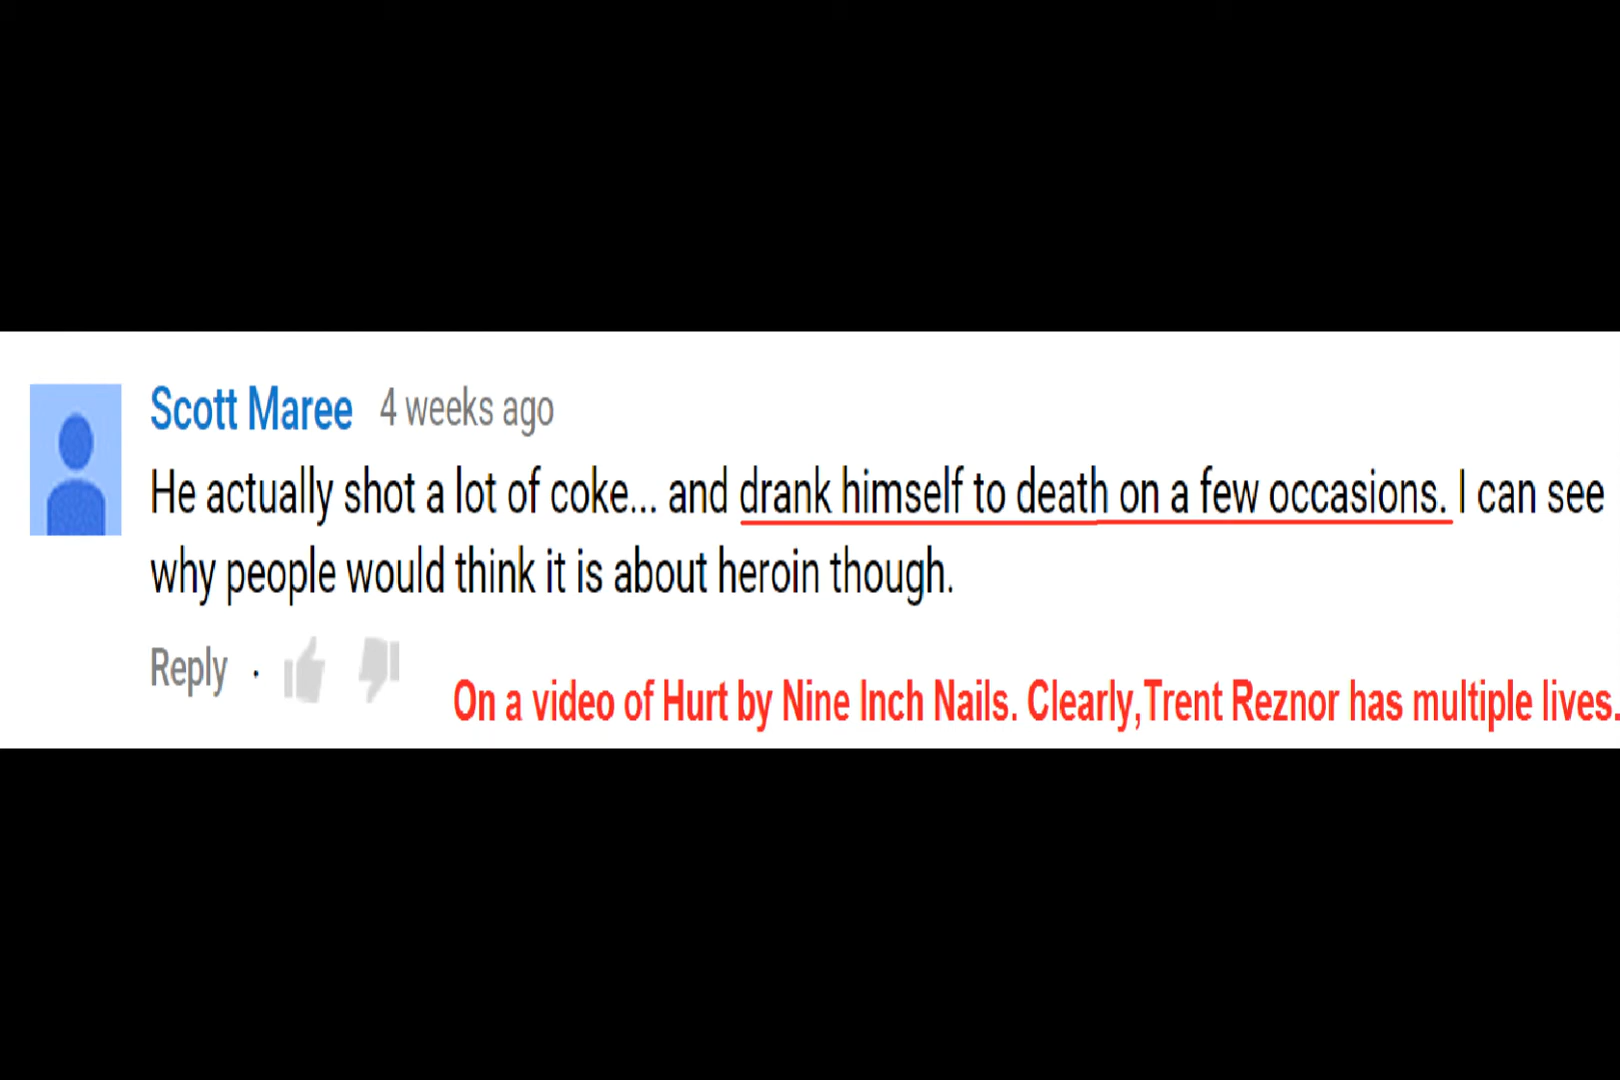 Scott Maree 4 weeks ago
He actually shot a lot of coke... and drank himself to death on a few occasions. I can see
why people would think it is about heroin though.
Reply ·
On a video of Hurt by Nine Inch Nails. Clearly,Trent Reznor has multiple lives.